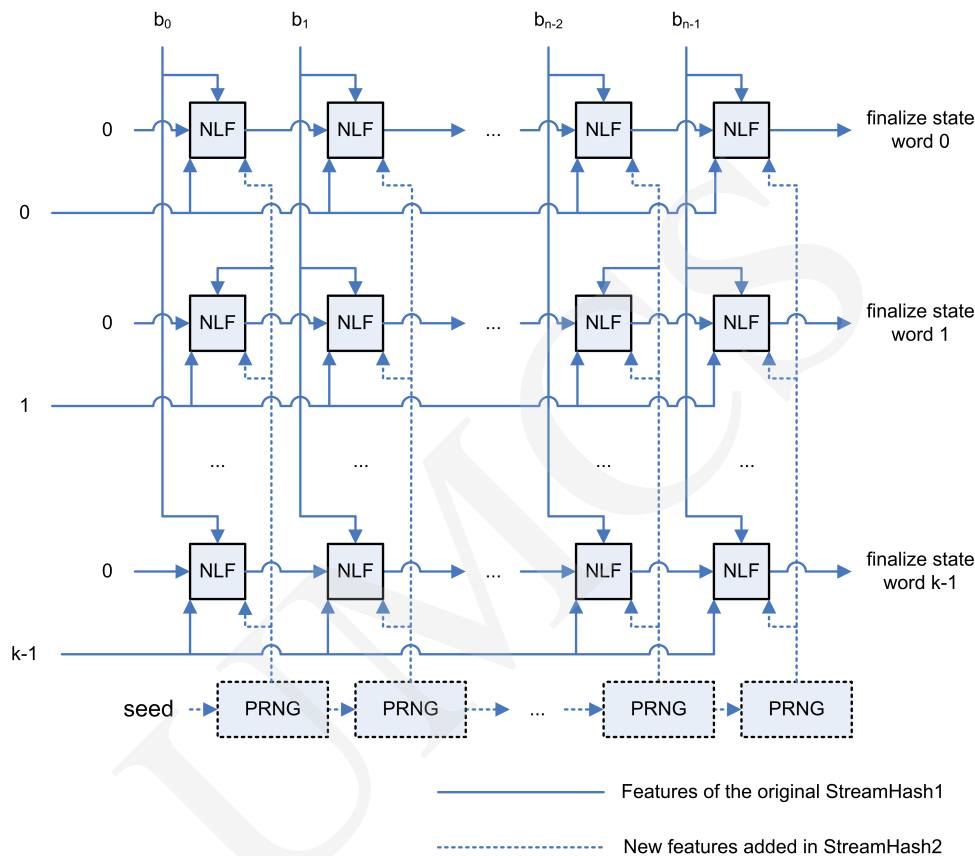 b0 b1 bn-2 bn-1
0 NLF NLF ... NLF NLF finalize state
word 0
0
0 NLF NLF ... NLF NLF finalize state
word 1
1
... ... ... ...
0 NLF NLF ... NLF NLF finalize state
word k-1
k-1
seed PRNG PRNG ... PRNG PRNG
Features of the original StreamHash1
New features added in StreamHash2
UMCS